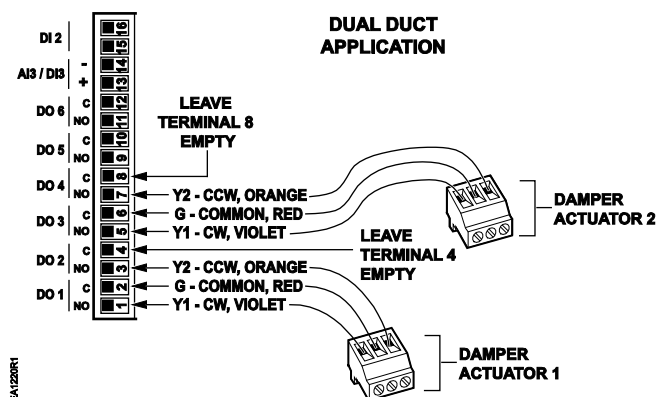 DUAL DUCT
APPLICATION
DI 2
16
15
AI3 / DI3
-
14
+
13
DO 6
C
12
NO
11
DO 5
C
10
NO
9
DO 4
C
8
NO
7
DO 3
C
6
NO
5
DO 2
C
4
NO
3
DO 1
C
2
NO
1
LEAVE
TERMINAL 8
EMPTY
Y2 - CCW, ORANGE
G - COMMON, RED
Y1 - CW, VIOLET
DAMPER
ACTUATOR 2
LEAVE
TERMINAL 4
EMPTY
Y2 - CCW, ORANGE
G - COMMON, RED
Y1 - CW, VIOLET
DAMPER
ACTUATOR 1
EA1220R1